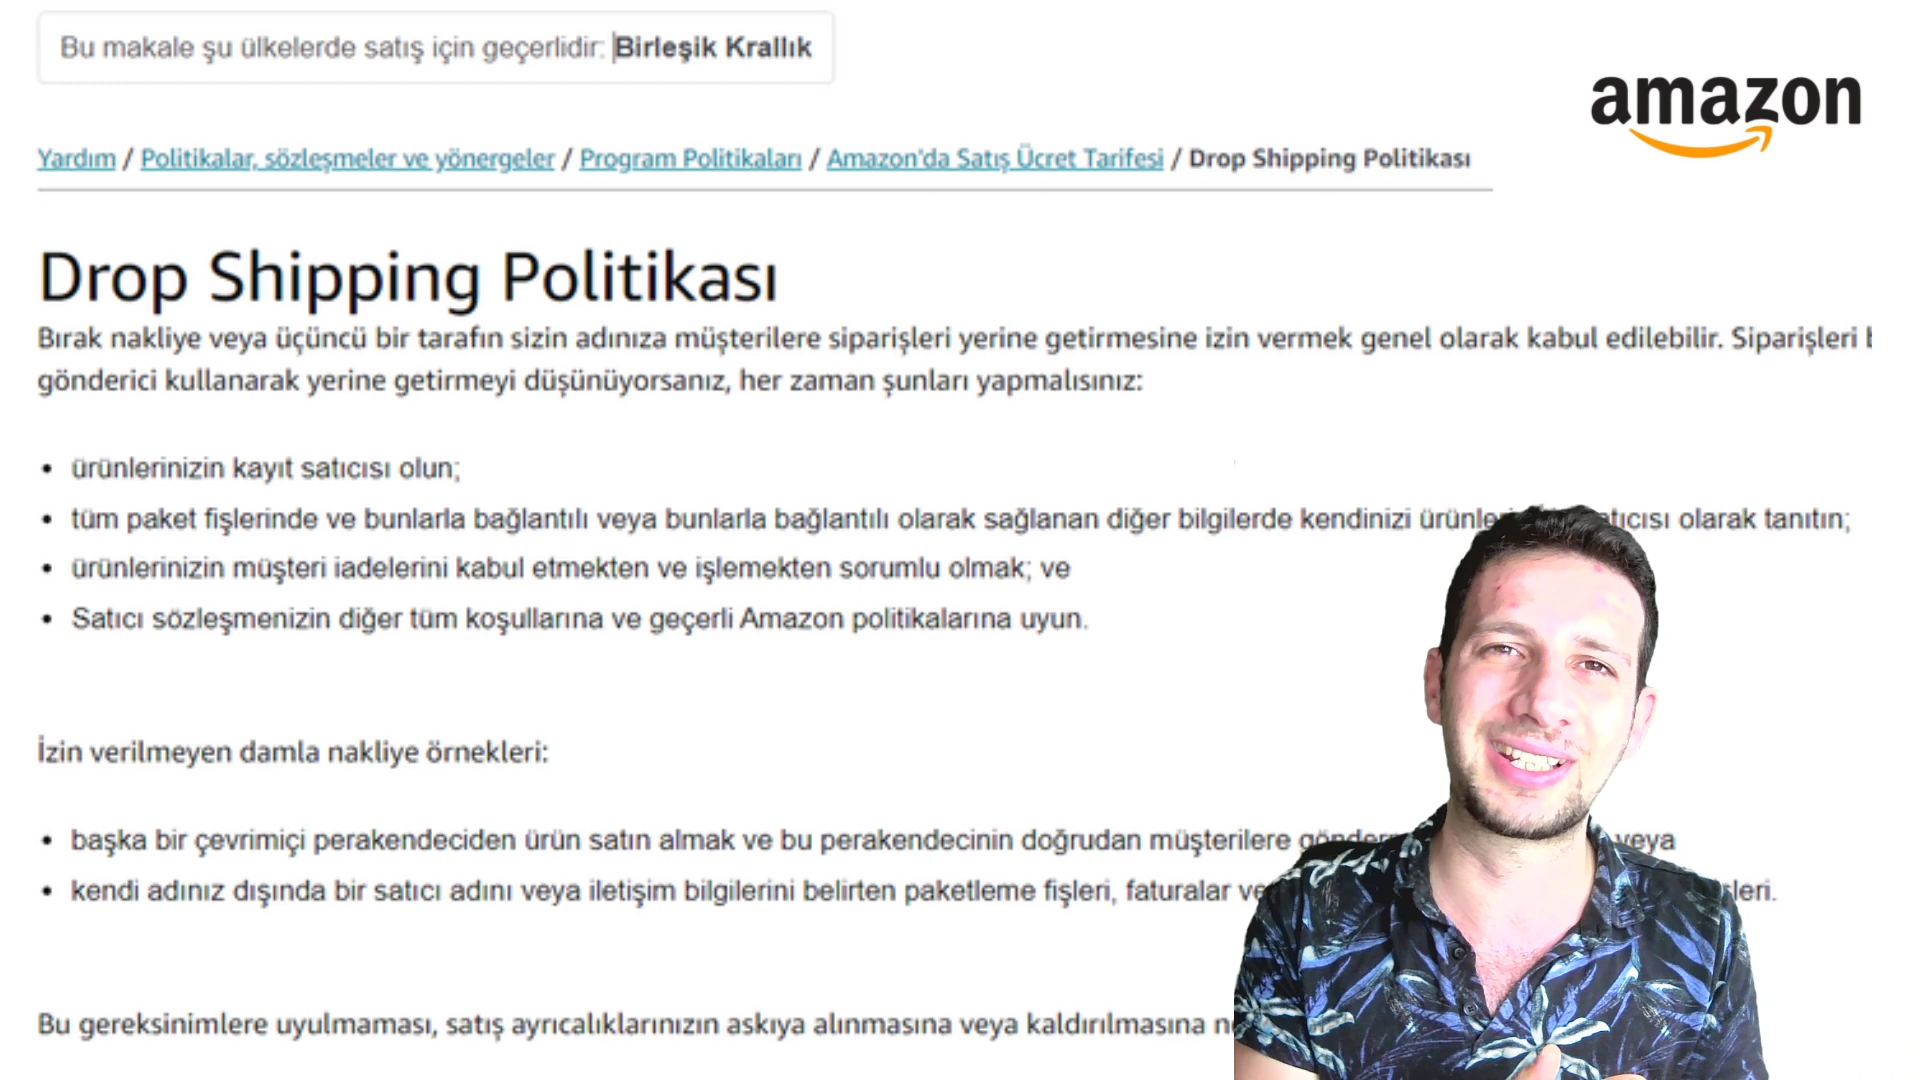 Bu makale şu ülkelerde satış için geçerlidir: Birleşik Krallık
amazon
Yardım / Politikalar, sözleşmeler ve yönergeler / Program Politikaları / Amazon'da Satış Ücret Tarifesi / Drop Shipping Politikası
Drop Shipping Politikası
Bırak nakliye veya üçüncü bir tarafın sizin adınıza müşterilere siparişleri yerine getirmesine izin vermek genel olarak kabul edilebilir. Siparişleri
gönderici kullanarak yerine getirmeyi düşünüyorsanız, her zaman şunları yapmalısınız:
• ürünlerinizin kayıt satıcısı olun;
• tüm paket fişlerinde ve bunlarla bağlantılı veya bunlarla bağlantılı olarak sağlanan diğer bilgilerde kendinizi olarak tanıtın;
• ürünlerinizin müşteri iadelerini kabul etmekten ve işlemekten sorumlu olmak; ve
• Satıcı sözleşmenizin diğer tüm koşullarına ve geçerli Amazon politikalarına uyun.
İzin verilmeyen damla nakliye örnekleri:
• başka bir çevrimiçi perakendeciden ürün satın almak ve bu perakendecinin doğrudan müşterilere veya
• kendi adınız dışında bir satıcı adını veya iletişim bilgilerini belirten paketleme fişleri, faturalar
Bu gereksinimlere uyulmaması, satış ayrıcalıklarınızın askıya alınmasına veya kaldırılmasına